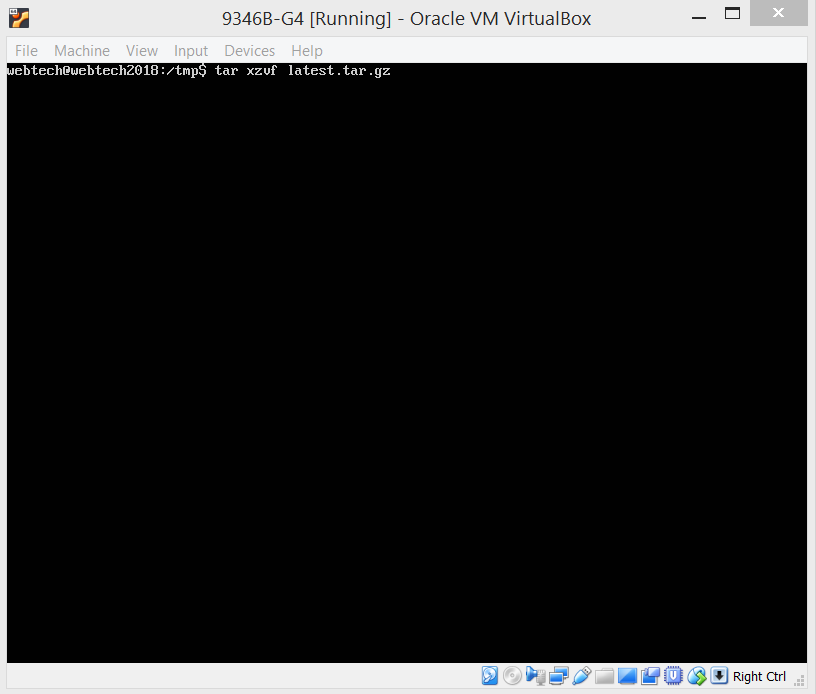 9346B-G4 [Running] - Oracle VM VirtualBox
File Machine View Input Devices Help
webtech@webtech2018:/tmp$ tar xzvf latest.tar.gz
Right Ctrl